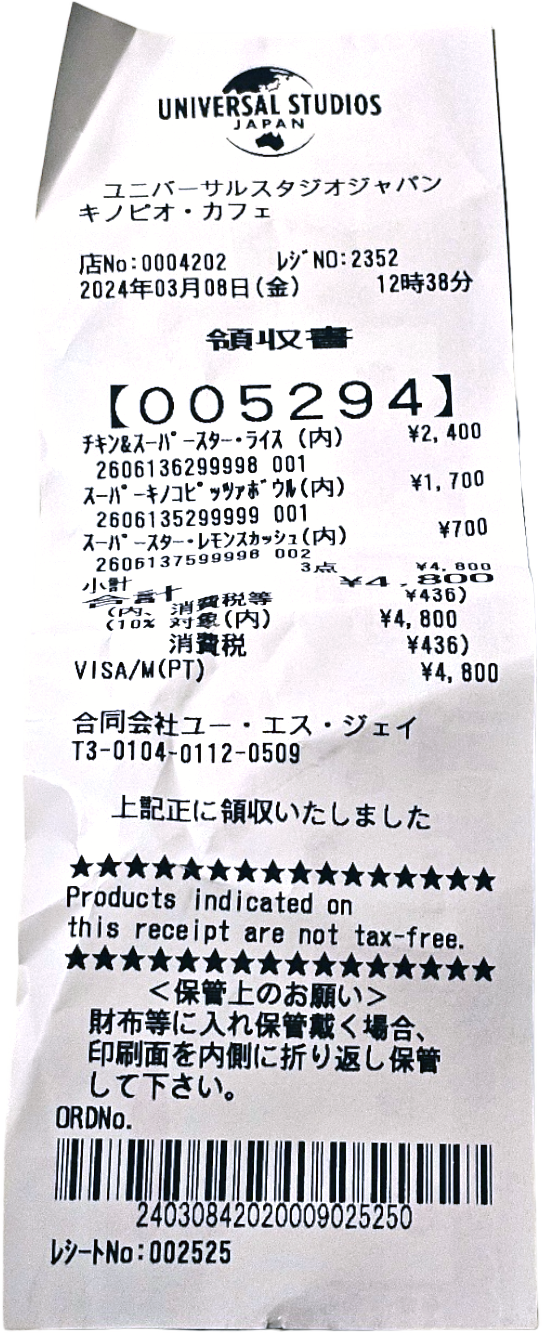 UNIVERSAL STUDIOS
JAPAN
ユニバーサルスタジオジャパン
キノピオ・カフェ
店No:0004202 ﾚｼﾞNO:2352
2024年03月08日(金) 12時38分
領収書
【005294】
ﾁｷﾝ&ｽｰﾊﾟｰｽﾀｰ･ﾗｲｽ (内) ¥2,400
2606136299998 001
ｽｰﾊﾟｰｷﾉｺﾋﾟｯﾂｧﾎﾞｳﾙ(内) ¥1,700
2606135299999 001
ｽｰﾊﾟｰｽﾀｰ･ﾚﾓﾝｽｶｯｼｭ(内) ¥700
2606137599998 002
3点 ¥4,800
小計
合計 ¥4,800
(内、 消費税等 ¥436)
(10% 対象(内) ¥4,800
消費税 ¥436)
VISA/M(PT) ¥4,800
合同会社ユー・エス・ジェイ
T3-0104-0112-0509
上記正に領収いたしました
★★★★★★★★★★★★★★★★
Products indicated on
this receipt are not tax-free.
★★★★★★★★★★★★★★★★
＜保管上のお願い＞
財布等に入れ保管戴く場合、
印刷面を内側に折り返し保管
して下さい。
ORDNo.
24030842020009025250
ﾚｼｰﾄNo:002525